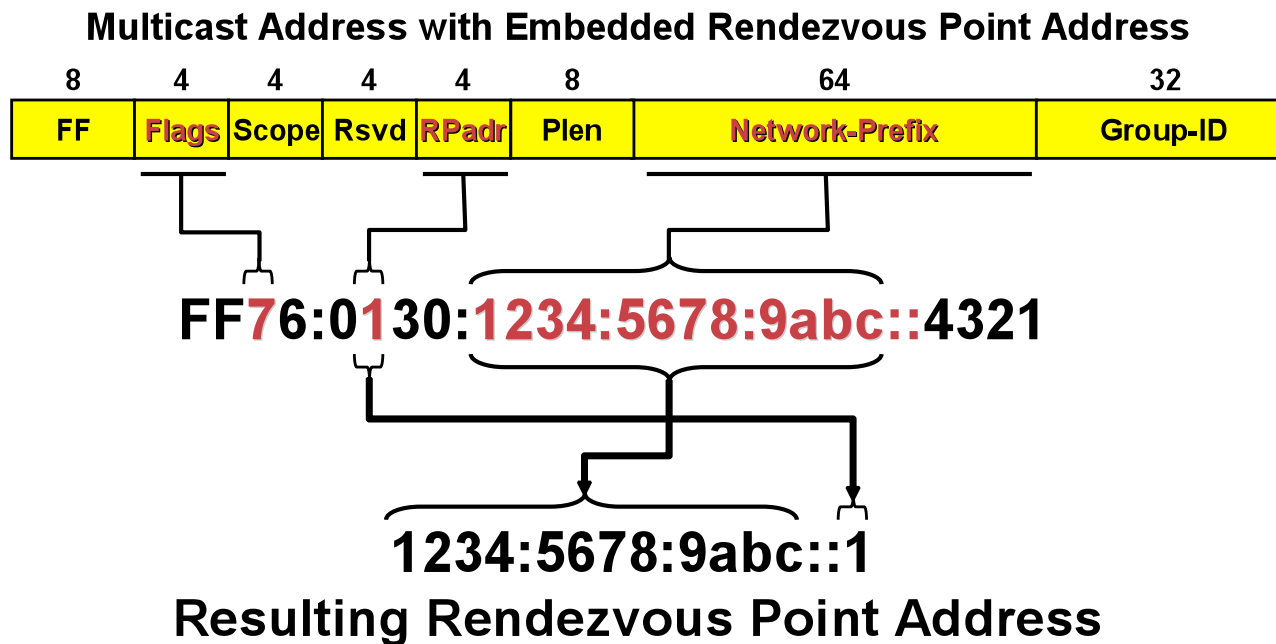 Multicast Address with Embedded Rendezvous Point Address
8 4 4 4 4 8 64 32
FF Flags Scope Rsvd RPadr Plen Network-Prefix Group-ID
FF76:0130:1234:5678:9abc::4321
1234:5678:9abc::1
Resulting Rendezvous Point Address